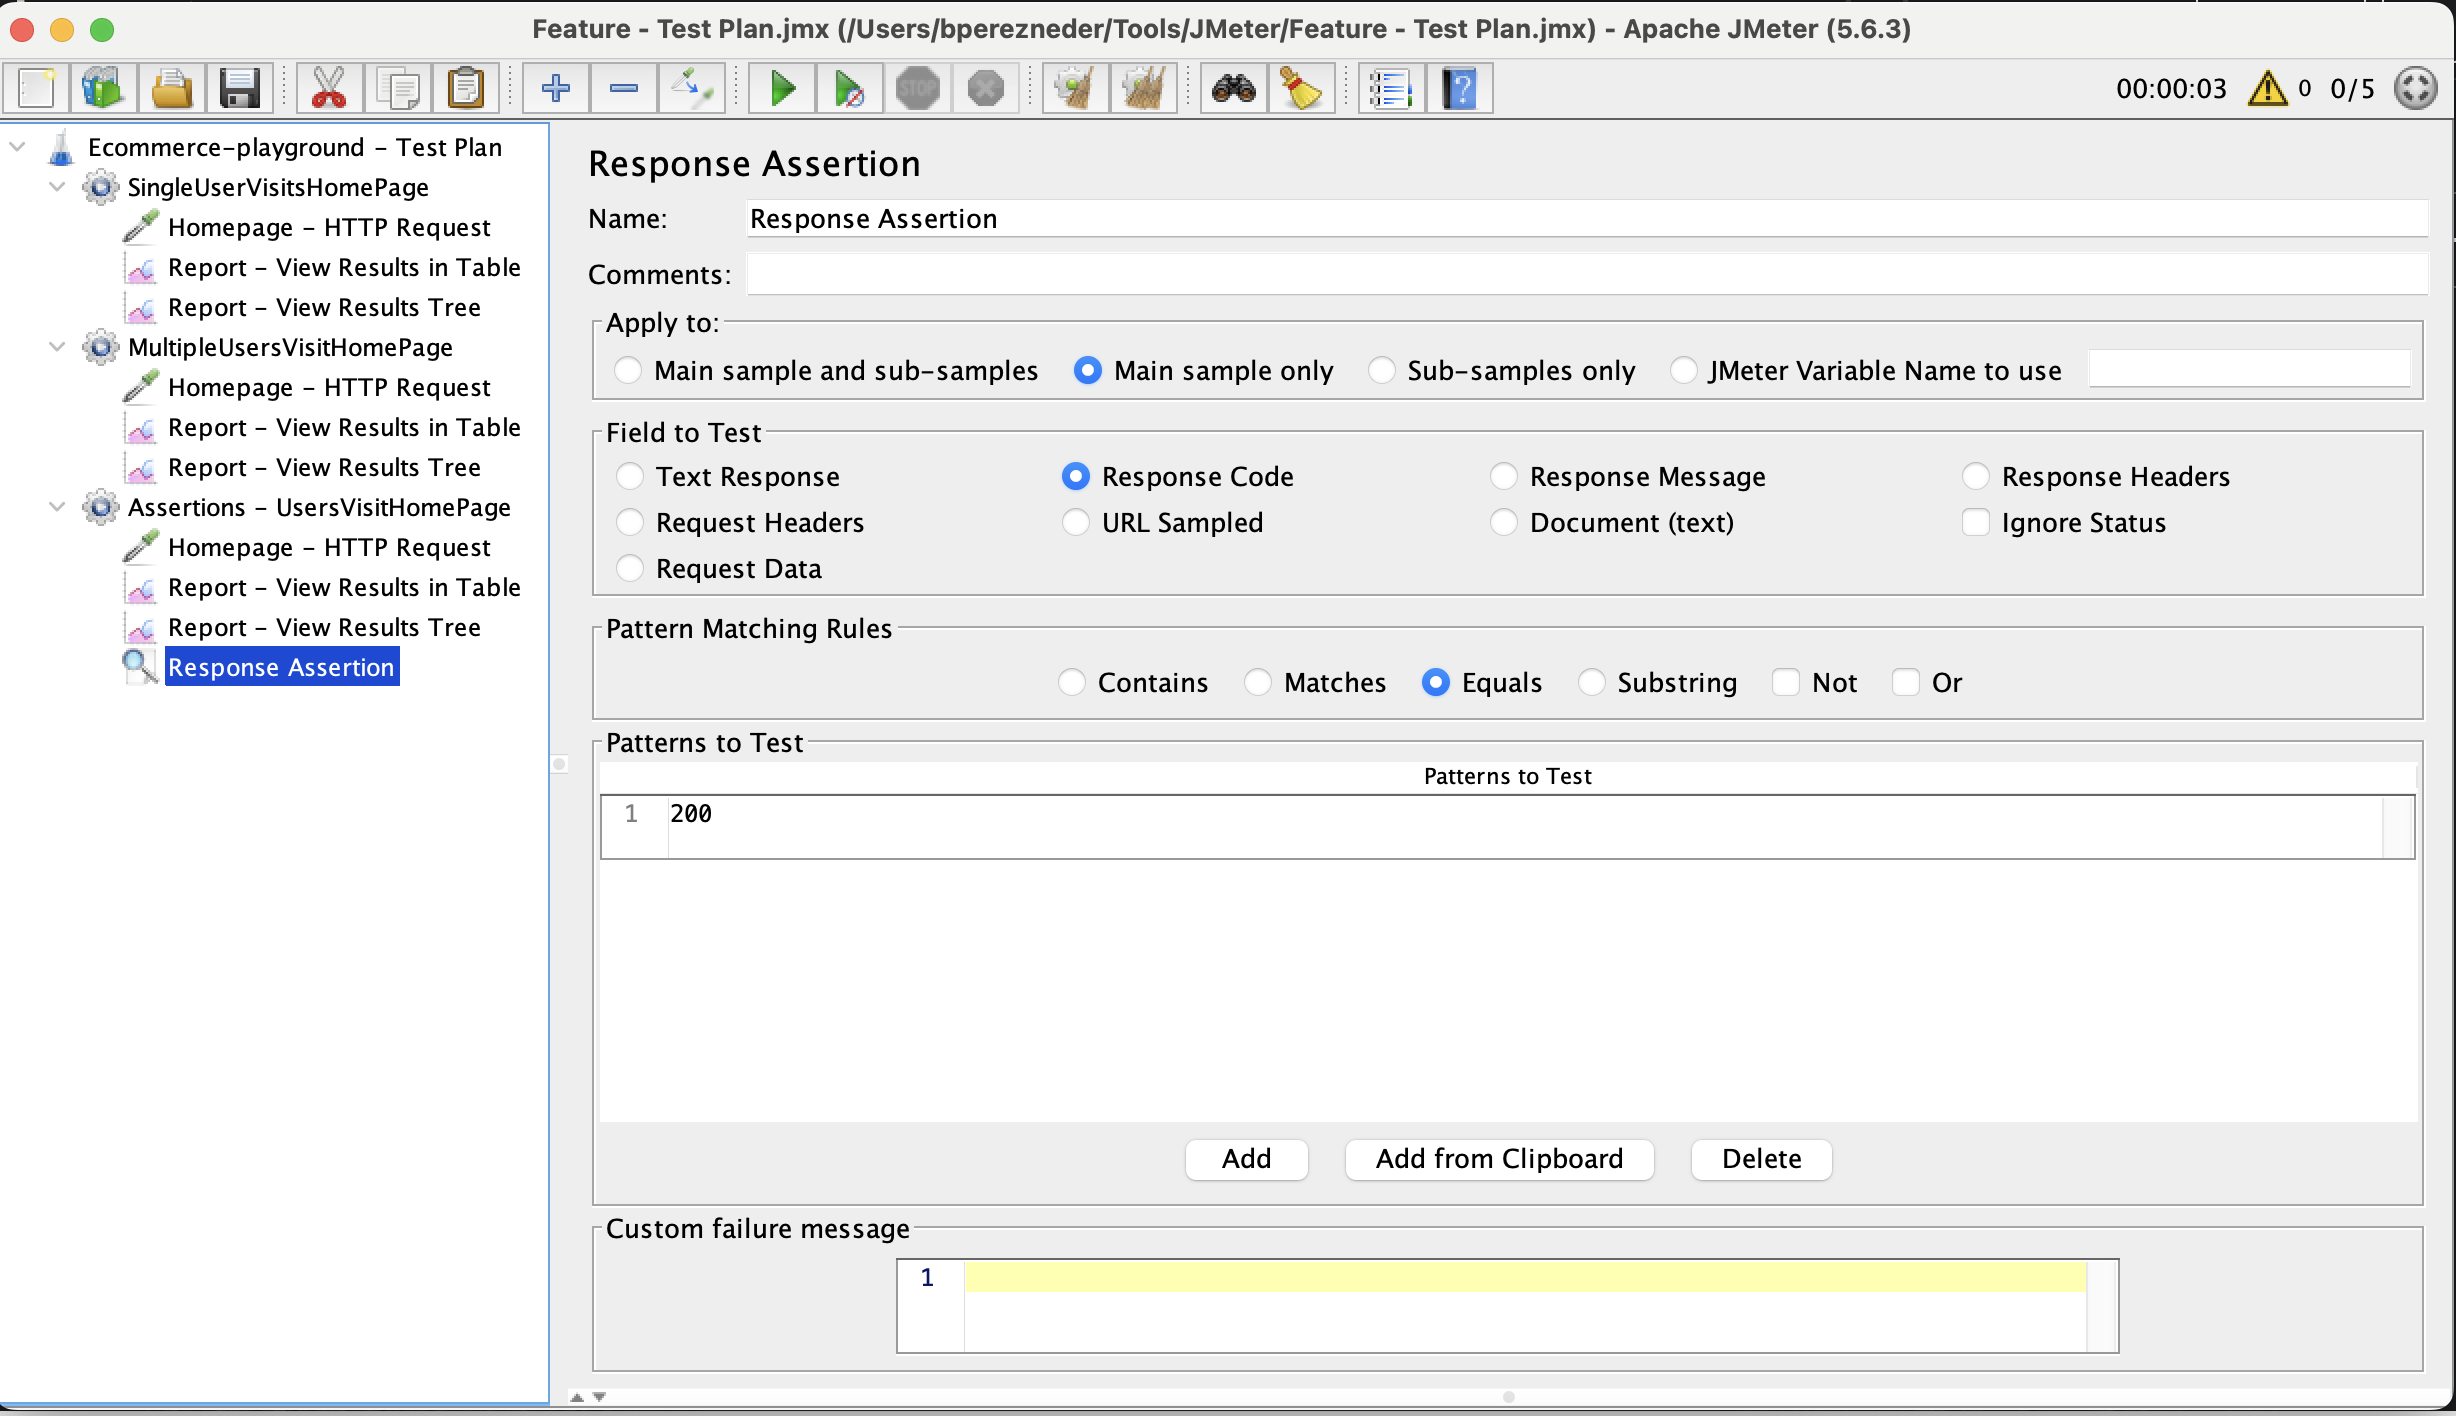 Feature - Test Plan.jmx (/Users/bperezneder/Tools/JMeter/Feature - Test Plan.jmx) - Apache JMeter (5.6.3)
STOP
00:00:03 0 0/5
Ecommerce-playground - Test Plan
SingleUserVisitsHomePage
Homepage - HTTP Request
Report - View Results in Table
Report - View Results Tree
MultipleUsersVisitHomePage
Homepage - HTTP Request
Report - View Results in Table
Report - View Results Tree
Assertions - UsersVisitHomePage
Homepage - HTTP Request
Report - View Results in Table
Report - View Results Tree
Response Assertion
Response Assertion
Name: Response Assertion
Comments:
Apply to:
Main sample and sub-samples Main sample only Sub-samples only JMeter Variable Name to use
Field to Test
Text Response Response Code Response Message Response Headers
Request Headers URL Sampled Document (text) Ignore Status
Request Data
Pattern Matching Rules
Contains Matches Equals Substring Not Or
Patterns to Test
Patterns to Test
1 200
Add Add from Clipboard Delete
Custom failure message
1